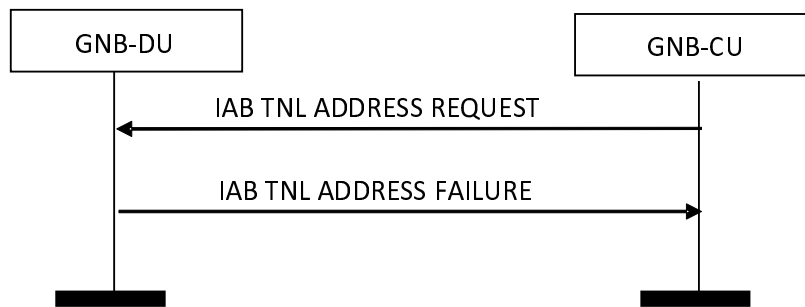 GNB-DU
GNB-CU
IAB TNL ADDRESS REQUEST
IAB TNL ADDRESS FAILURE